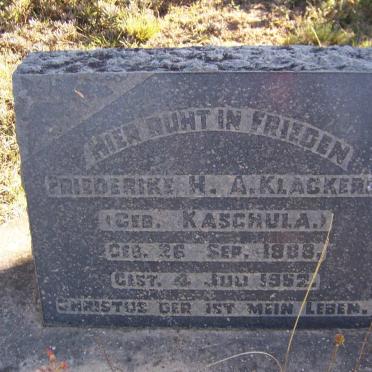 HIER RUHT IN FRIEDEN
FRIEDERIKE H. A. KLACKERS
(GEB. KASCHULA.)
GEB. 26 SEP. 1888.
GEST. 4 JULI 1952.
CHRISTUS DER IST MEIN LEBEN.